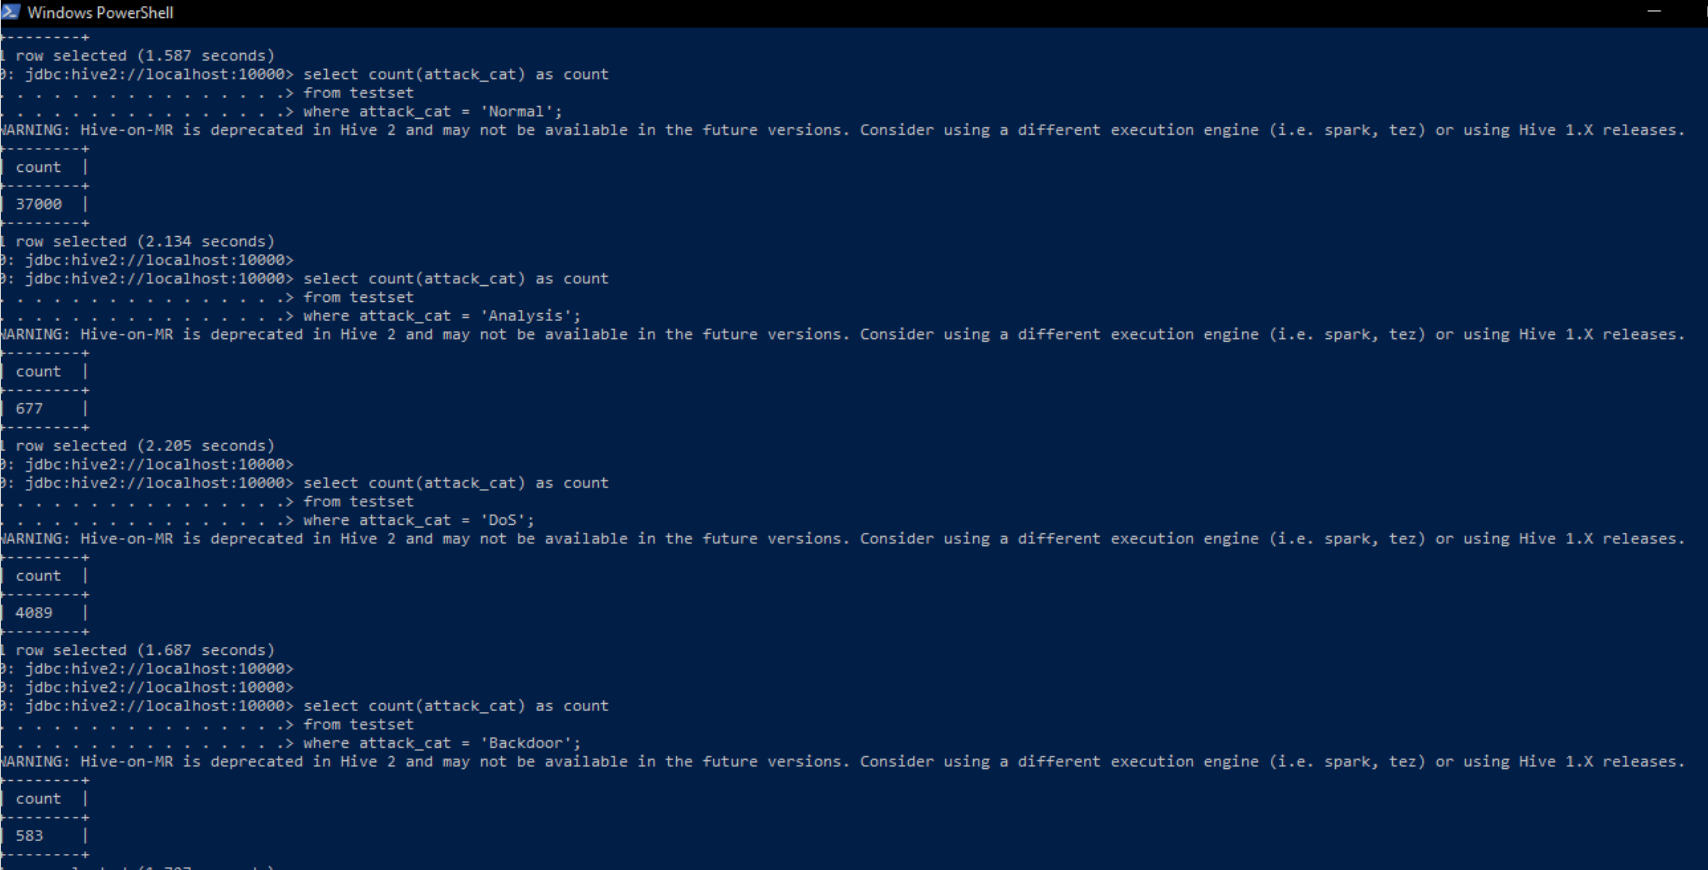 Windows PowerShell
+--------+
1 row selected (1.587 seconds)
0: jdbc:hive2://localhost:10000> select count(attack_cat) as count
. . . . . . . . . . . . . . . .> from testset
. . . . . . . . . . . . . . . .> where attack_cat = 'Normal';
WARNING: Hive-on-MR is deprecated in Hive 2 and may not be available in the future versions. Consider using a different execution engine (i.e. spark, tez) or using Hive 1.X releases.
+--------+
| count  |
+--------+
| 37000  |
+--------+
1 row selected (2.134 seconds)
0: jdbc:hive2://localhost:10000>
0: jdbc:hive2://localhost:10000> select count(attack_cat) as count
. . . . . . . . . . . . . . . .> from testset
. . . . . . . . . . . . . . . .> where attack_cat = 'Analysis';
WARNING: Hive-on-MR is deprecated in Hive 2 and may not be available in the future versions. Consider using a different execution engine (i.e. spark, tez) or using Hive 1.X releases.
+--------+
| count  |
+--------+
| 677    |
+--------+
1 row selected (2.205 seconds)
0: jdbc:hive2://localhost:10000>
0: jdbc:hive2://localhost:10000> select count(attack_cat) as count
. . . . . . . . . . . . . . . .> from testset
. . . . . . . . . . . . . . . .> where attack_cat = 'DoS';
WARNING: Hive-on-MR is deprecated in Hive 2 and may not be available in the future versions. Consider using a different execution engine (i.e. spark, tez) or using Hive 1.X releases.
+--------+
| count  |
+--------+
| 4089   |
+--------+
1 row selected (1.687 seconds)
0: jdbc:hive2://localhost:10000>
0: jdbc:hive2://localhost:10000>
0: jdbc:hive2://localhost:10000> select count(attack_cat) as count
. . . . . . . . . . . . . . . .> from testset
. . . . . . . . . . . . . . . .> where attack_cat = 'Backdoor';
WARNING: Hive-on-MR is deprecated in Hive 2 and may not be available in the future versions. Consider using a different execution engine (i.e. spark, tez) or using Hive 1.X releases.
+--------+
| count  |
+--------+
| 583    |
+--------+